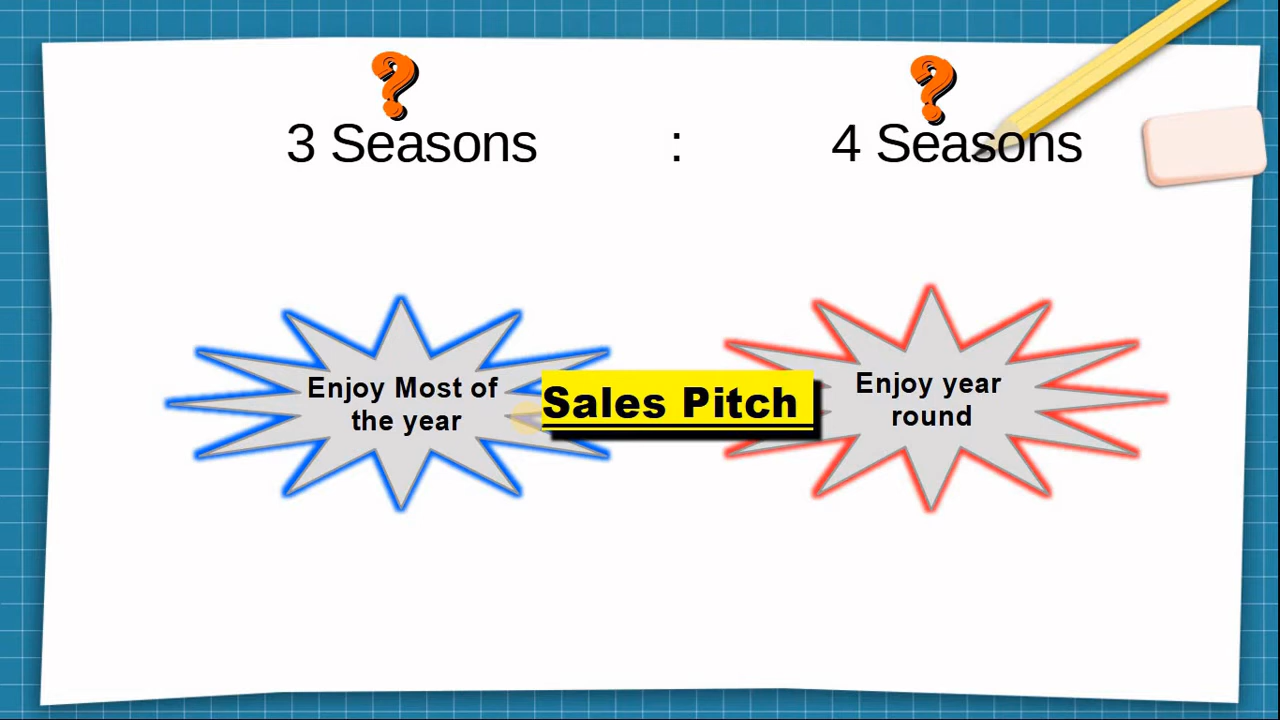 ? ?
3 Seasons : 4 Seasons
Enjoy Most of
the year
Sales Pitch
Enjoy year
round